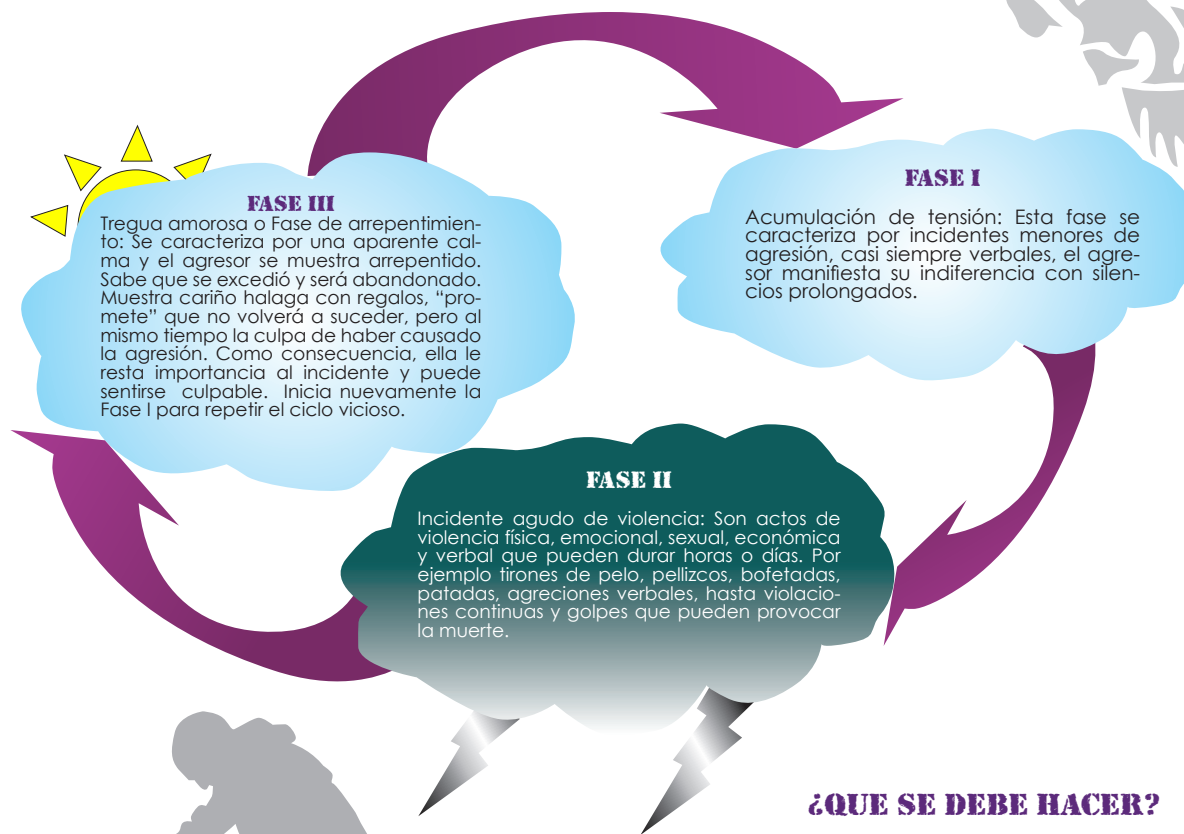 FASE I
Acumulación de tensión: Esta fase se
caracteriza por incidentes menores de
agresión, casi siempre verbales, el agre-
sor manifiesta su indiferencia con silen-
cios prolongados.
FASE II
Incidente agudo de violencia: Son actos de
violencia física, emocional, sexual, económica
y verbal que pueden durar horas o días. Por
ejemplo tirones de pelo, pellizcos, bofetadas,
patadas, agreciones verbales, hasta violacio-
nes continuas y golpes que pueden provocar
la muerte.
FASE III
Tregua amorosa o Fase de arrepentimien-
to: Se caracteriza por una aparente cal-
ma y el agresor se muestra arrepentido.
Sabe que se excedió y será abandonado.
Muestra cariño halaga con regalos, “pro-
mete” que no volverá a suceder, pero al
mismo tiempo la culpa de haber causado
la agresión. Como consecuencia, ella le
resta importancia al incidente y puede
sentirse culpable. Inicia nuevamente la
Fase I para repetir el ciclo vicioso.
¿QUE SE DEBE HACER?